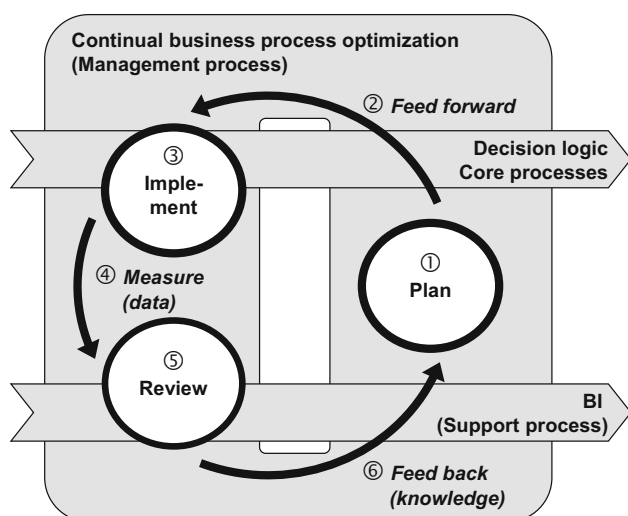 Continual business process optimization
(Management process)
② Feed forward
Decision logic
Core processes
③
Imple-
ment
①
Plan
④ Measure
(data)
⑤
Review
BI
(Support process)
⑥ Feed back
(knowledge)